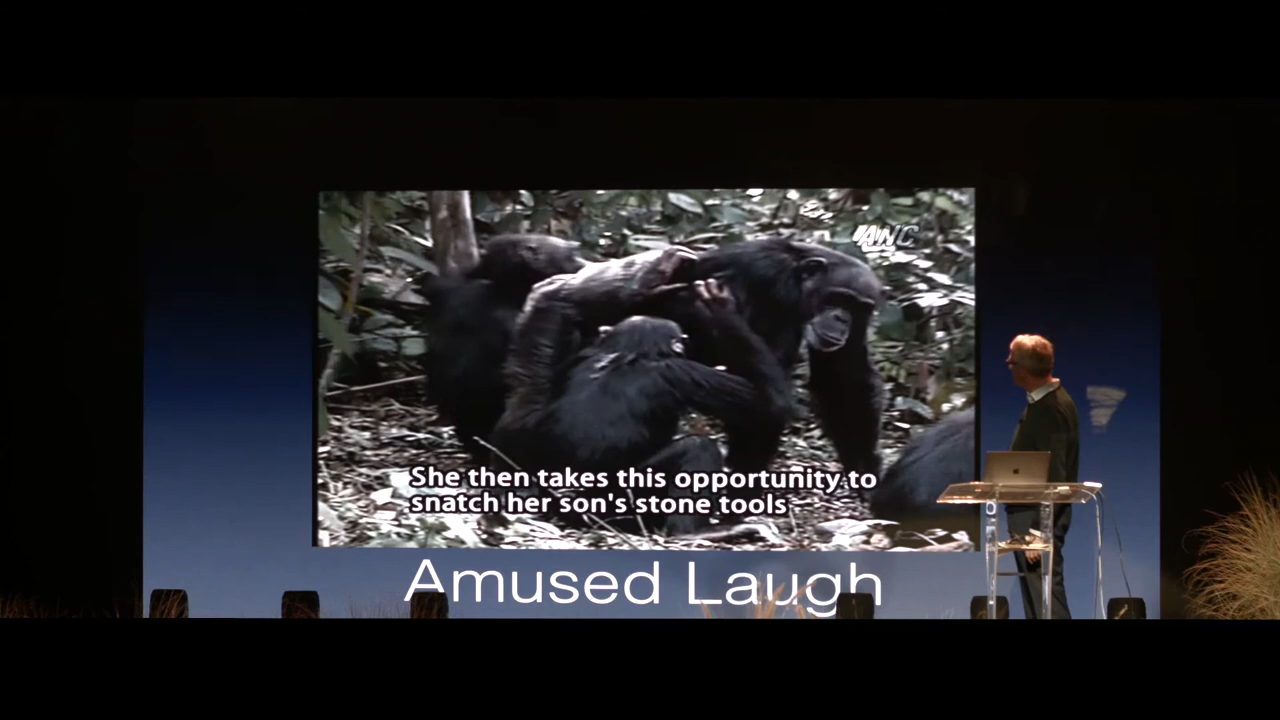 AWC
She then takes this opportunity to
snatch her son's stone tools
Amused Laugh